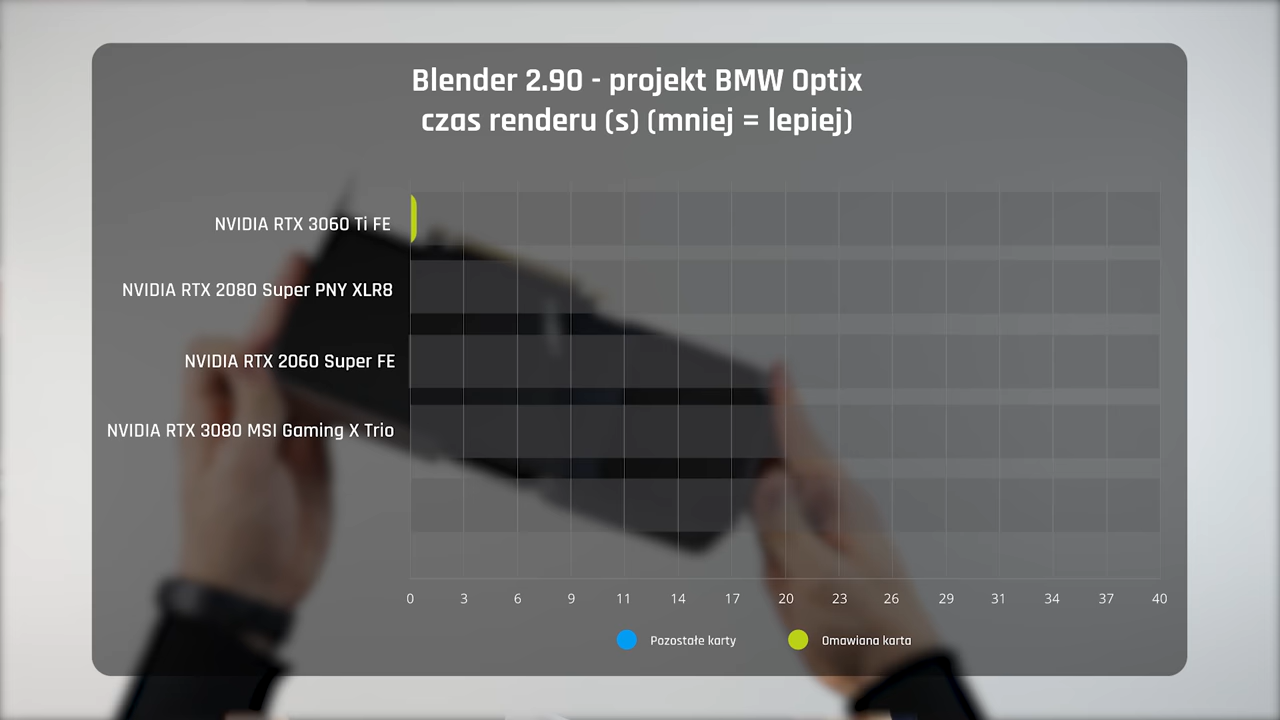 Blender 2.90 - projekt BMW Optix
czas renderu (s) (mniej = lepiej)
NVIDIA RTX 3060 Ti FE
NVIDIA RTX 2080 Super PNY XLR8
NVIDIA RTX 2060 Super FE
NVIDIA RTX 3080 MSI Gaming X Trio
0 3 6 9 11 14 17 20 23 26 29 31 34 37 40
Pozostałe karty Omawiana karta